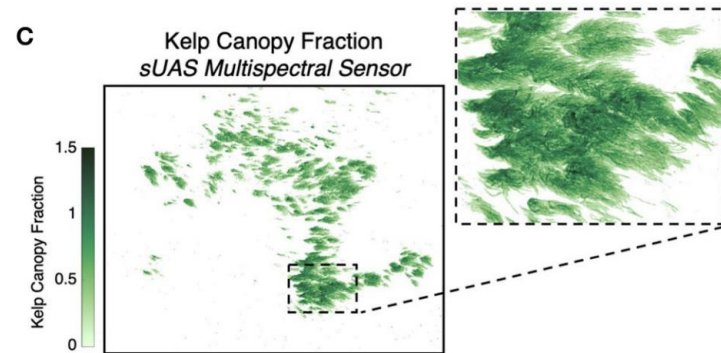 C
Kelp Canopy Fraction
sUAS Multispectral Sensor
Kelp Canopy Fraction
1.5
1
0.5
0